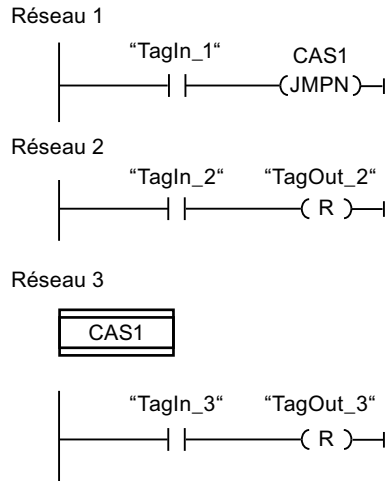 Réseau 1
“TagIn_1“ CAS1
(JMPN)
Réseau 2
“TagIn_2“ “TagOut_2“
( R )
Réseau 3
CAS1
“TagIn_3“ “TagOut_3“
( R )